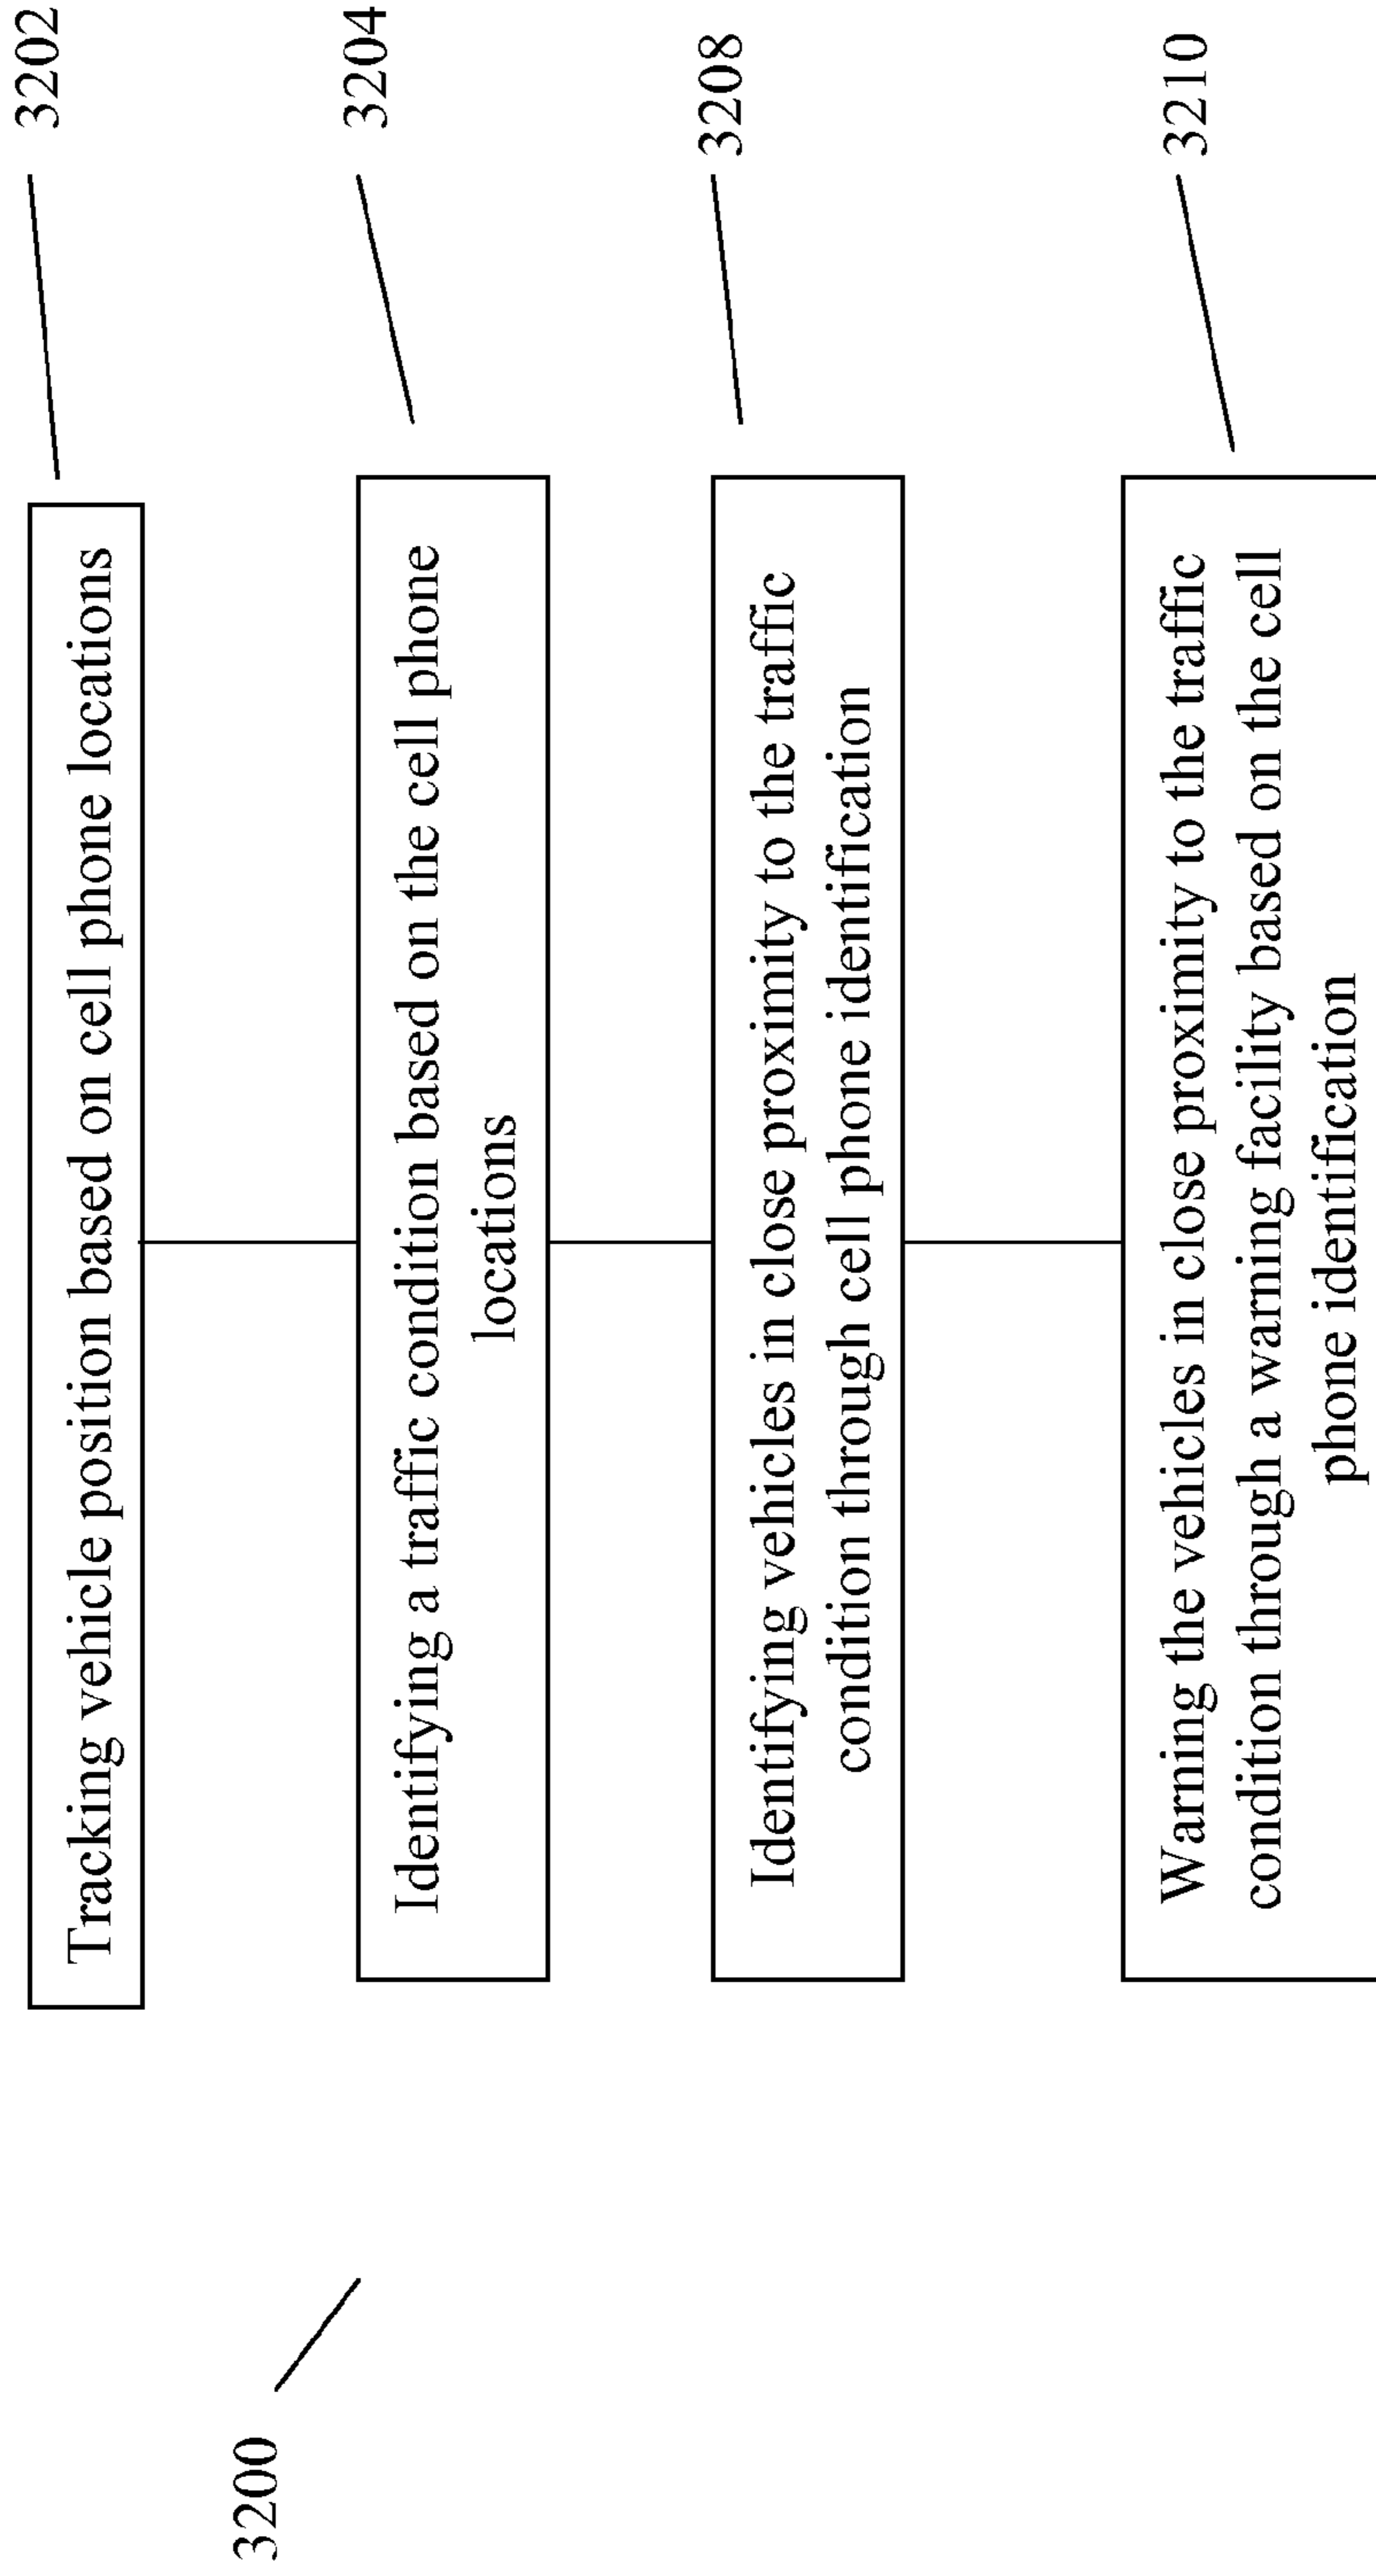 3200
3202
Tracking vehicle position based on cell phone locations
3204
Identifying a traffic condition based on the cell phone
locations
3208
Identifying vehicles in close proximity to the traffic
condition through cell phone identification
3210
Warning the vehicles in close proximity to the traffic
condition through a warning facility based on the cell
phone identification